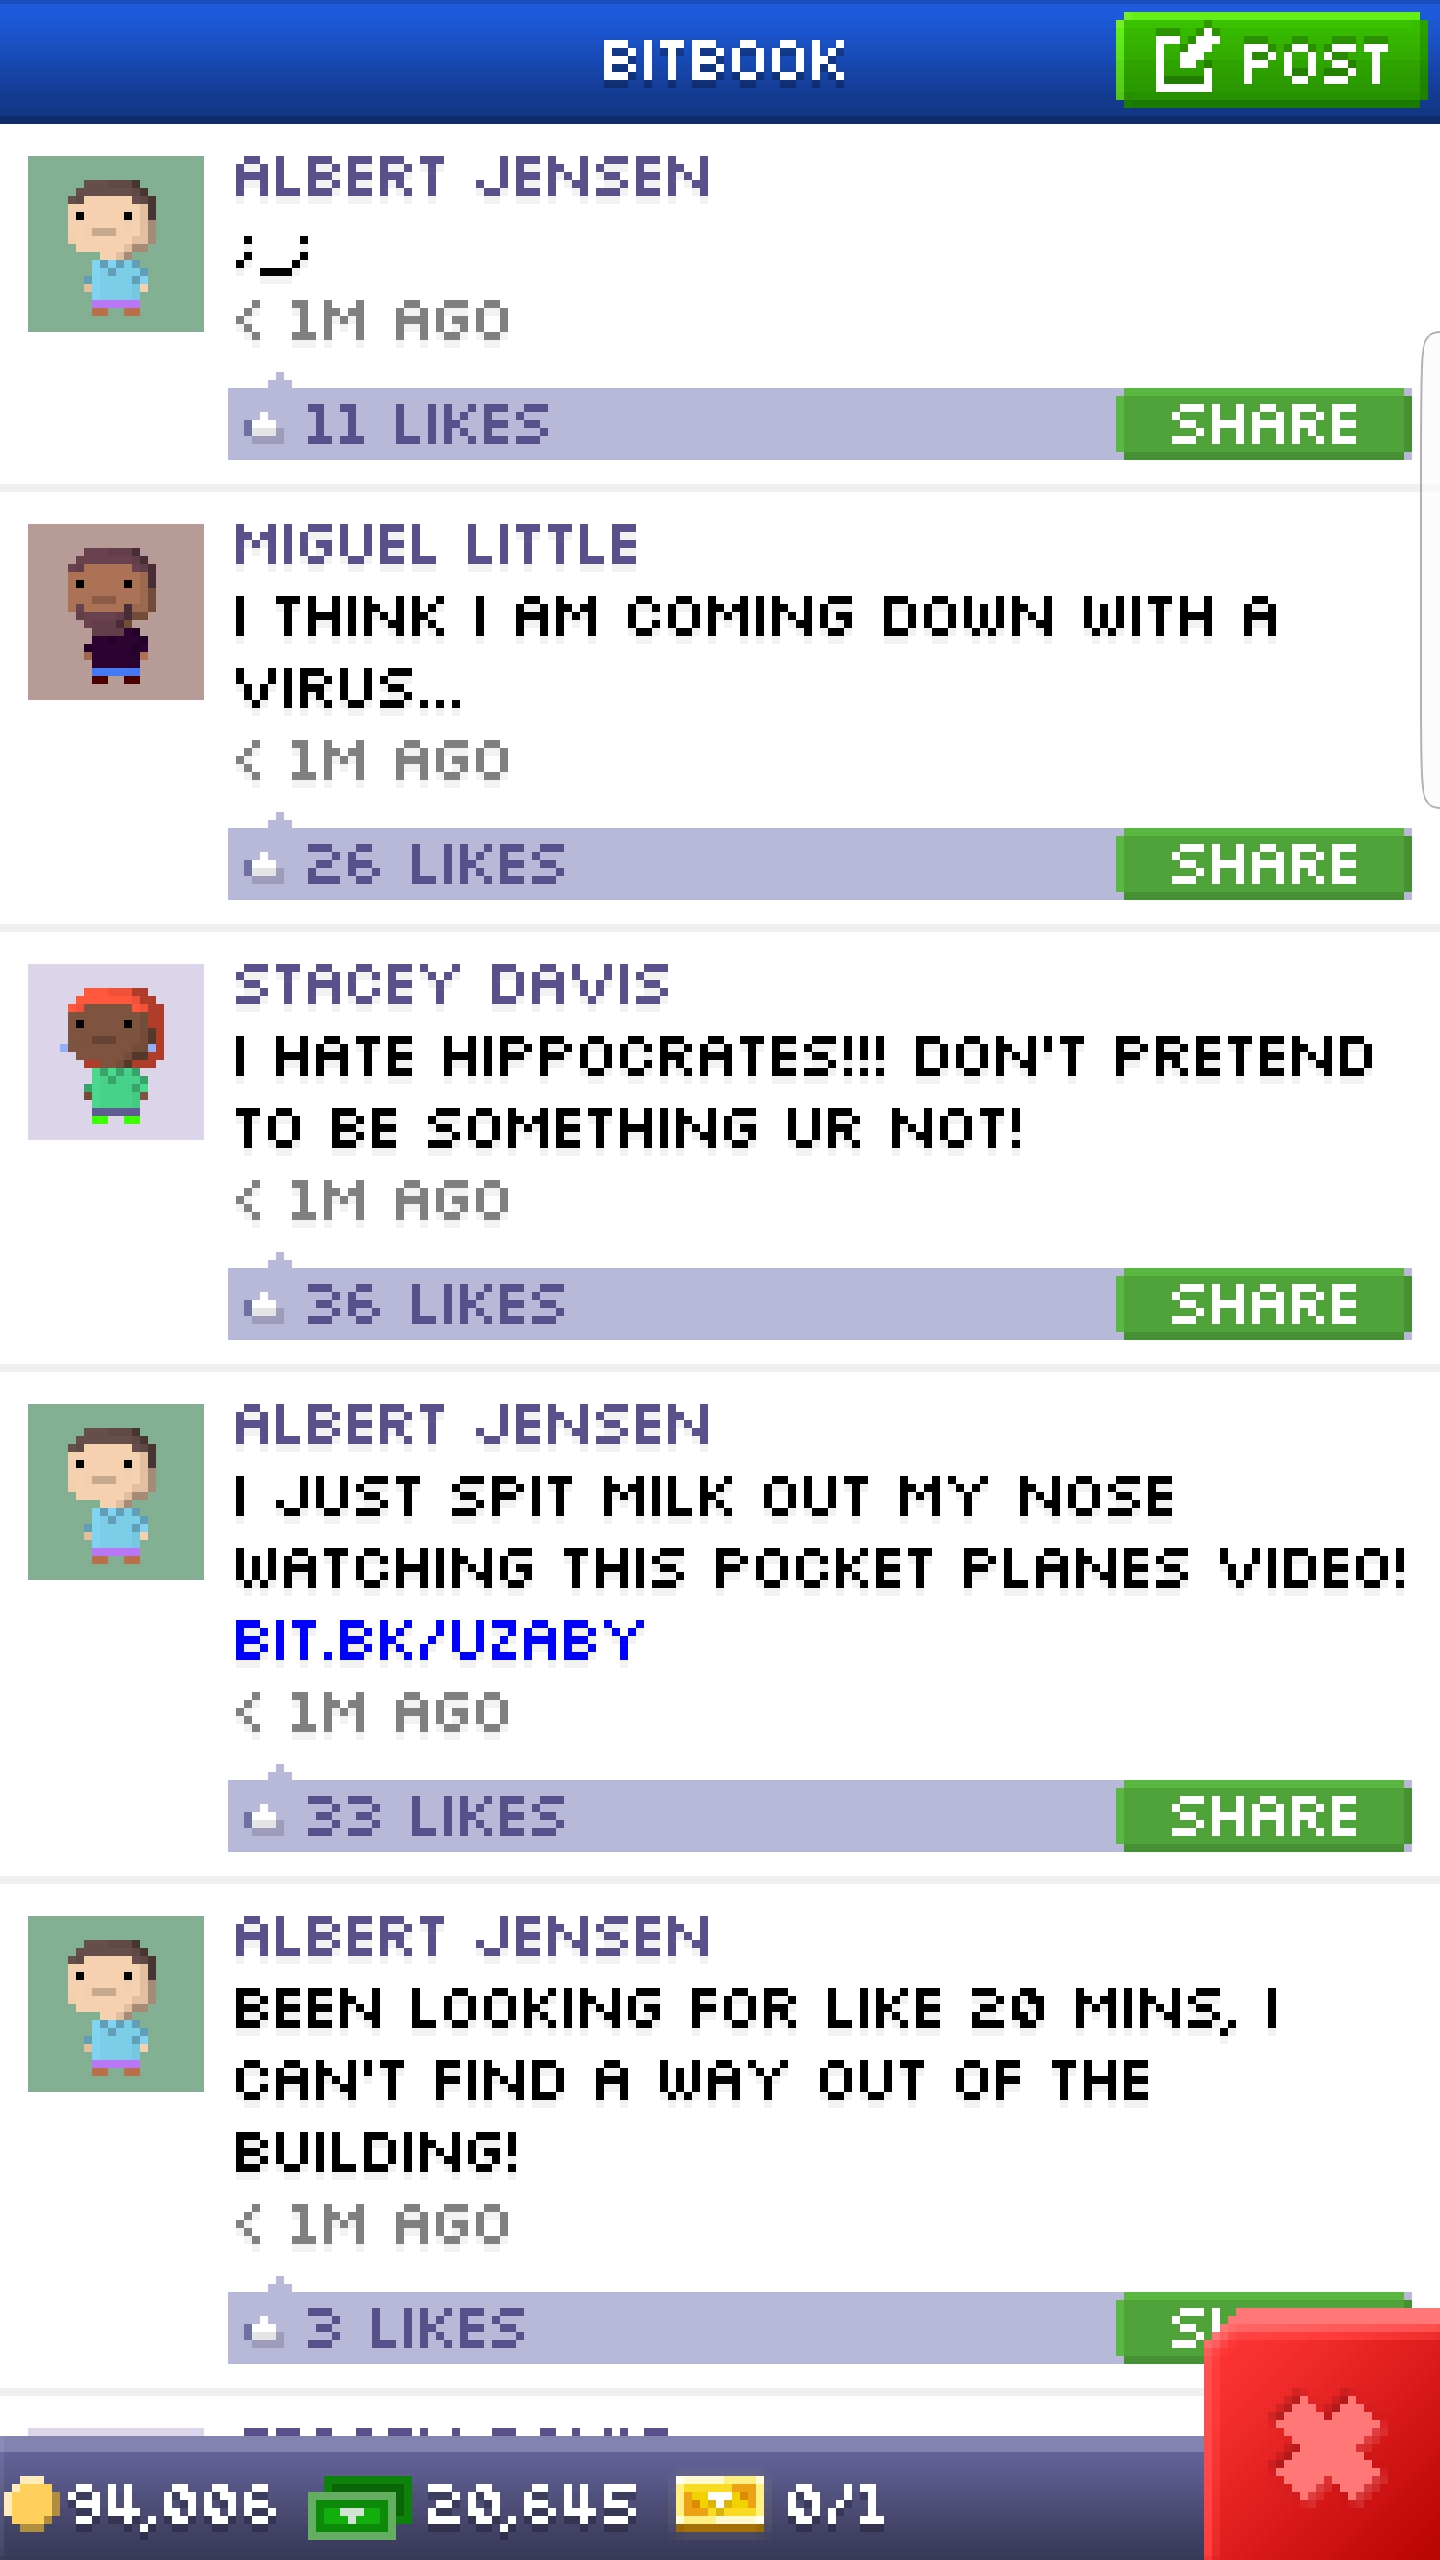 BITBOOK
POST
ALBERT JENSEN
;_;
< 1M AGO
11 LIKES
SHARE
MIGUEL LITTLE
I THINK I AM COMING DOWN WITH A
VIRUS...
< 1M AGO
26 LIKES
SHARE
STACEY DAVIS
I HATE HIPPOCRATES!!! DON'T PRETEND
TO BE SOMETHING UR NOT!
< 1M AGO
36 LIKES
SHARE
ALBERT JENSEN
I JUST SPIT MILK OUT MY NOSE
WATCHING THIS POCKET PLANES VIDEO!
BIT.BK/UZABY
< 1M AGO
33 LIKES
SHARE
ALBERT JENSEN
BEEN LOOKING FOR LIKE 20 MINS, I
CAN'T FIND A WAY OUT OF THE
BUILDING!
< 1M AGO
3 LIKES
94,006
20,645
0/1